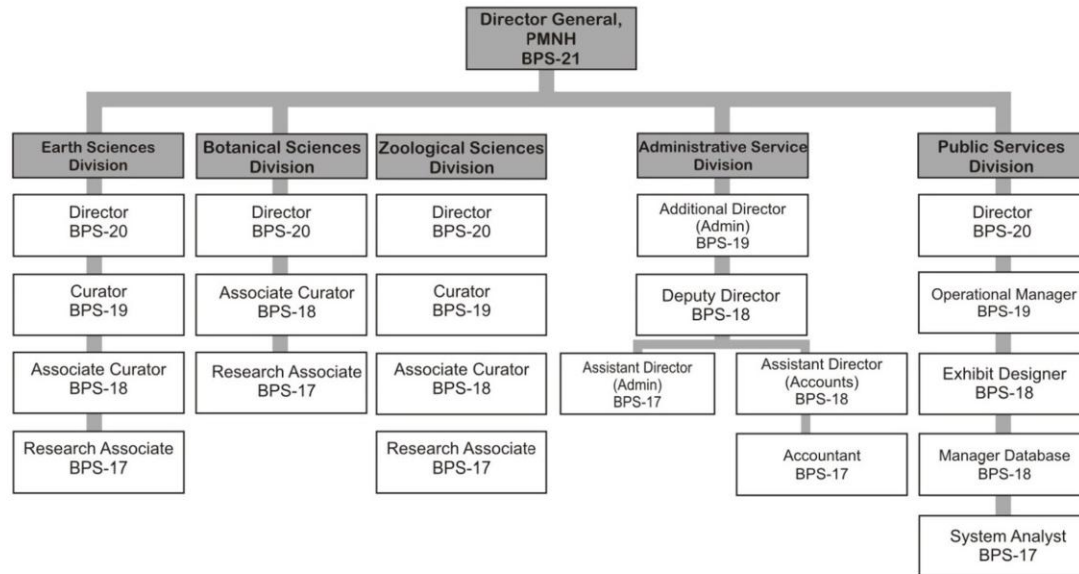 Director General,
PMNH
BPS-21
Earth Sciences
Division
Director
BPS-20
Curator
BPS-19
Associate Curator
BPS-18
Research Associate
BPS-17
Botanical Sciences
Division
Director
BPS-20
Associate Curator
BPS-18
Research Associate
BPS-17
Zoological Sciences
Division
Director
BPS-20
Curator
BPS-19
Associate Curator
BPS-18
Research Associate
BPS-17
Administrative Service
Division
Additional Director
(Admin)
BPS-19
Deputy Director
BPS-18
Assistant Director
(Admin)
BPS-17
Assistant Director
(Accounts)
BPS-18
Accountant
BPS-17
Public Services
Division
Director
BPS-20
Operational Manager
BPS-19
Exhibit Designer
BPS-18
Manager Database
BPS-18
System Analyst
BPS-17